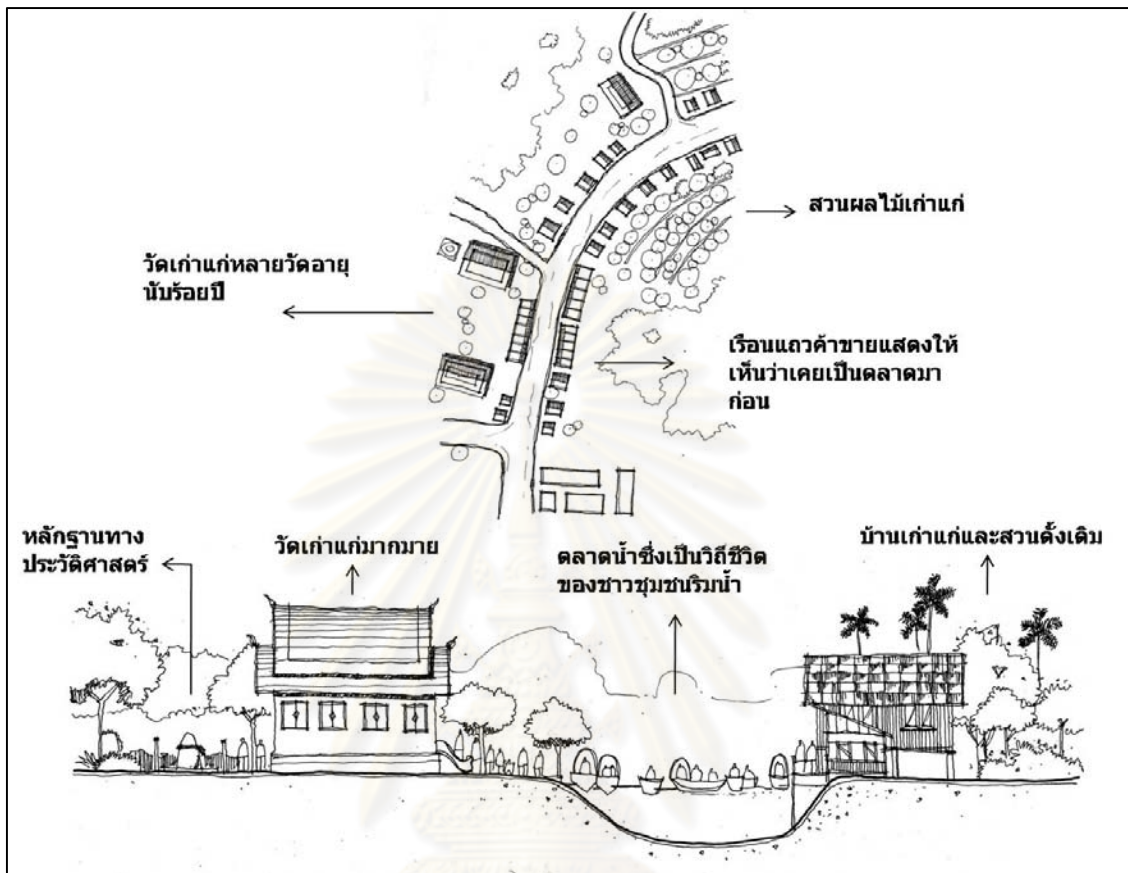 สวนผลไม้เก่าแก่
วัดเก่าแก่หลายวัดอายุ
นับร้อยปี
เรือนแถวค้าขายแสดงให้
เห็นว่าเคยเป็นตลาดมา
ก่อน
หลักฐานทาง
ประวัติศาสตร์
วัดเก่าแก่มากมาย
ตลาดน้ำซึ่งเป็นวิถีชีวิต
ของชาวชุมชนริมน้ำ
บ้านเก่าแก่และสวนดั้งเดิม